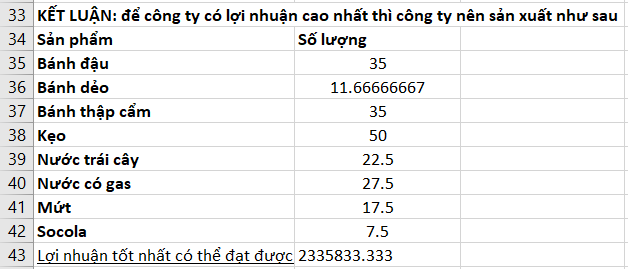 33 KẾT LUẬN: để công ty có lợi nhuận cao nhất thì công ty nên sản xuất như sau
34 Sản phẩm Số lượng
35 Bánh đậu 35
36 Bánh dẻo 11.66666667
37 Bánh thập cẩm 35
38 Kẹo 50
39 Nước trái cây 22.5
40 Nước có gas 27.5
41 Mứt 17.5
42 Socola 7.5
43 Lợi nhuận tốt nhất có thể đạt được 2335833.333